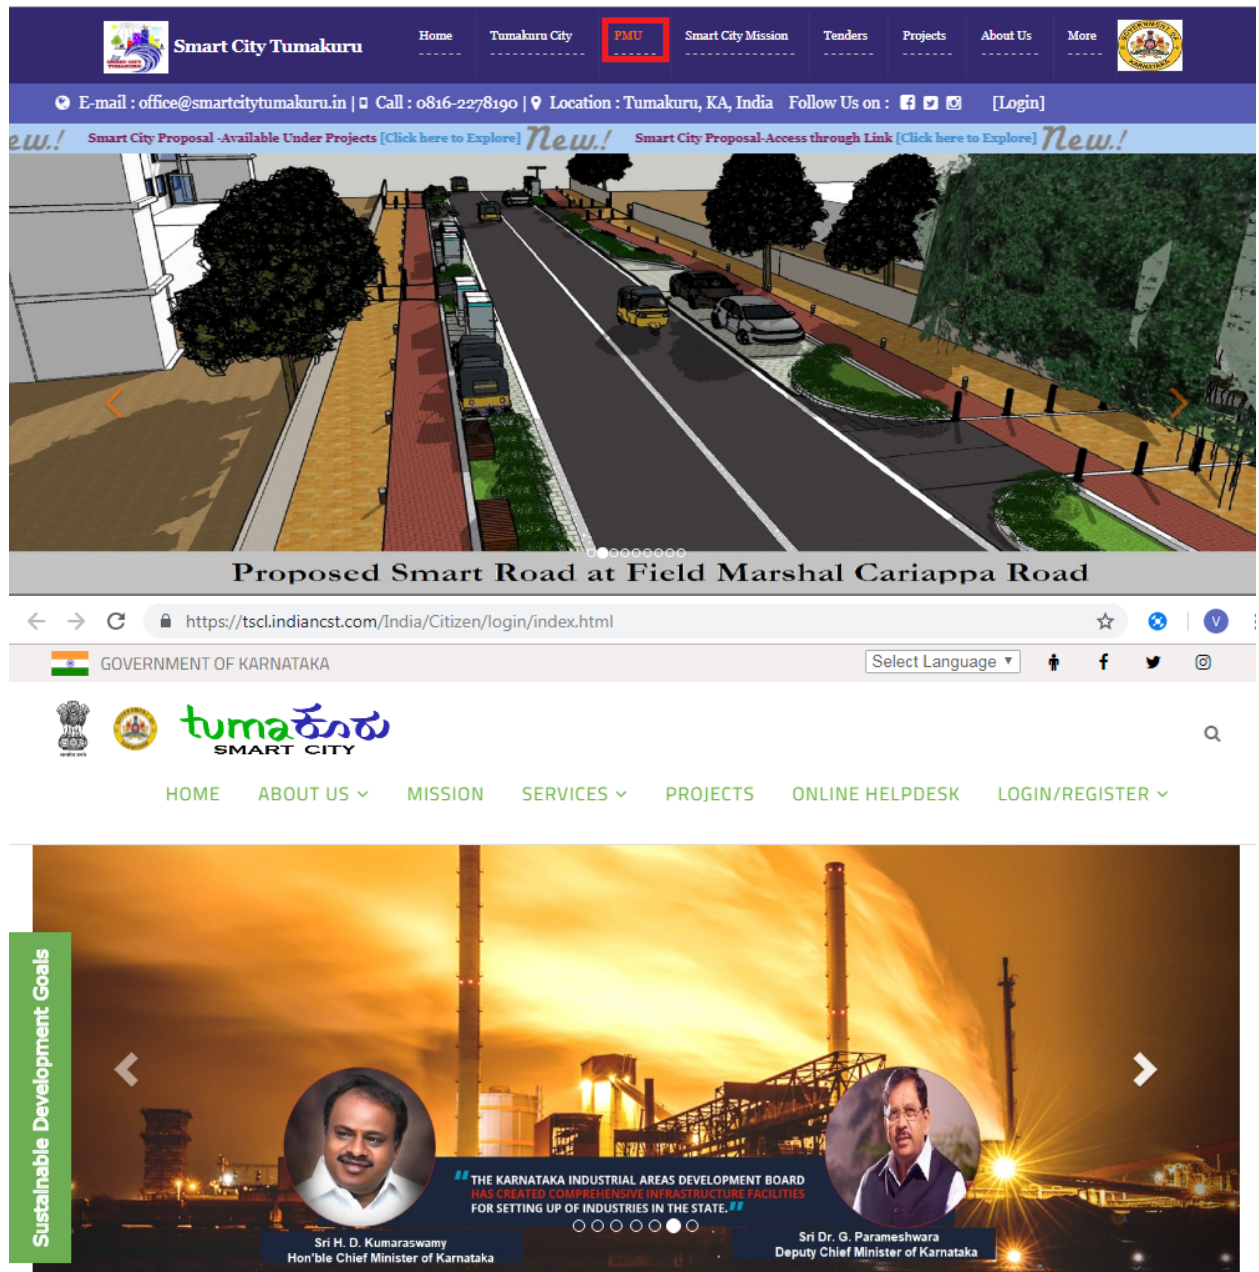 Smart City Tumakuru
Home Tumakuru City PMU Smart City Mission Tenders Projects About Us More
E-mail : office@smartcitytumakuru.in | Call : 0816-2278190 | Location : Tumakuru, KA, India Follow Us on : [Login]
ew.! Smart City Proposal -Available Under Projects [Click here to Explore] New.! Smart City Proposal-Access through Link [Click here to Explore] New.!
Proposed Smart Road at Field Marshal Cariappa Road
https://tscl.indiancst.com/India/Citizen/login/index.html
V
GOVERNMENT OF KARNATAKA
Select Language
tumaಕೂರು
SMART CITY
HOME ABOUT US MISSION SERVICES PROJECTS ONLINE HELPDESK LOGIN/REGISTER
Sustainable Development Goals
"THE KARNATAKA INDUSTRIAL AREAS DEVELOPMENT BOARD
HAS CREATED COMPREHENSIVE INFRASTRUCTURE FACILITIES
FOR SETTING UP OF INDUSTRIES IN THE STATE."
Sri H. D. Kumaraswamy
Hon'ble Chief Minister of Karnataka
Sri Dr. G. Parameshwara
Deputy Chief Minister of Karnataka